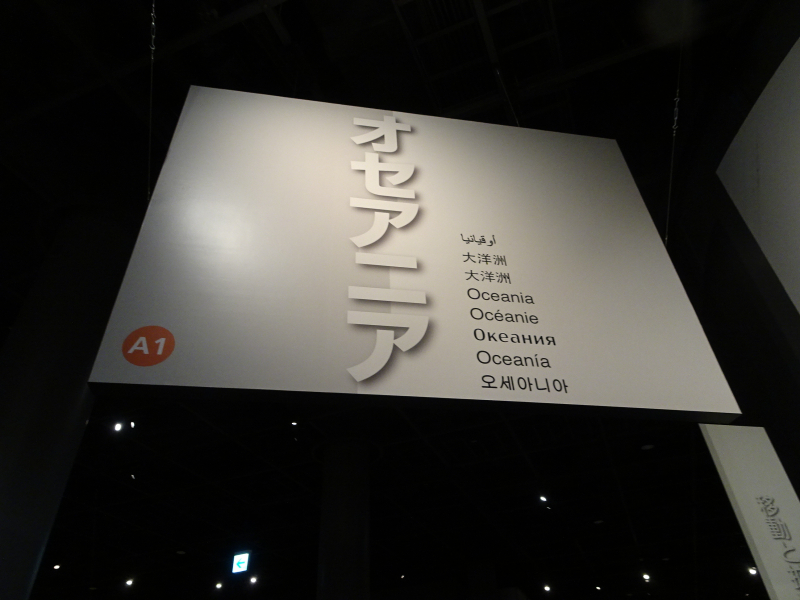 オセアニア
أوقيانيا
大洋洲
大洋洲
Oceania
Océanie
Океания
Oceanía
오세아니아
A1